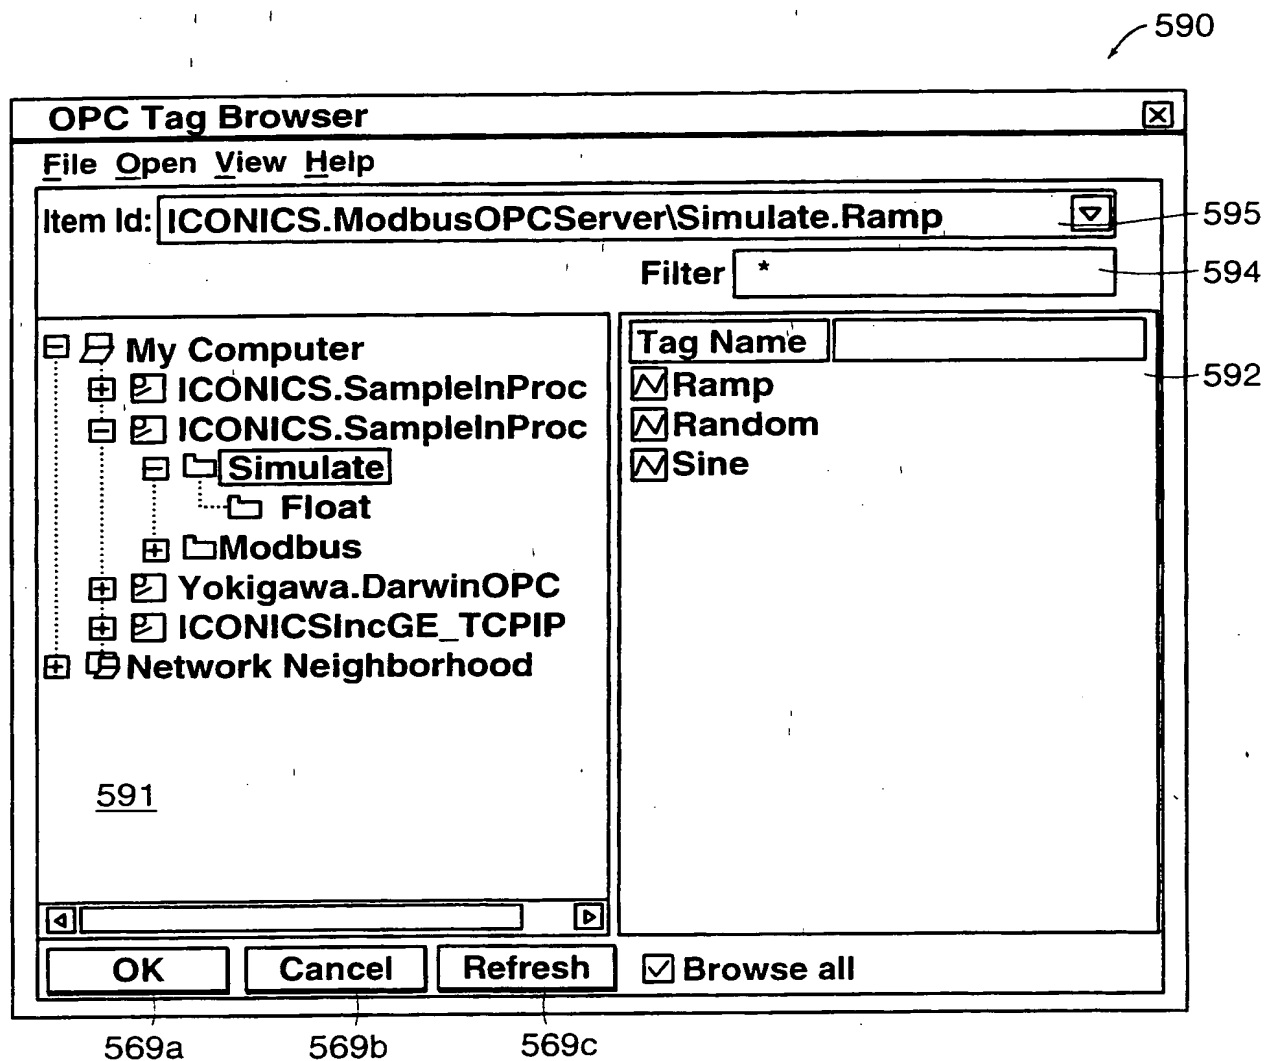 590
OPC Tag Browser
File Open View Help
Item Id: ICONICS.ModbusOPCServer\Simulate.Ramp
595
Filter *
594
My Computer
ICONICS.SampleInProc
ICONICS.SampleInProc
Simulate
Float
Modbus
Yokigawa.DarwinOPC
ICONICSIncGE_TCPIP
Network Neighborhood
591
Tag Name
592
Ramp
Random
Sine
OK Cancel Refresh Browse all
569a 569b 569c